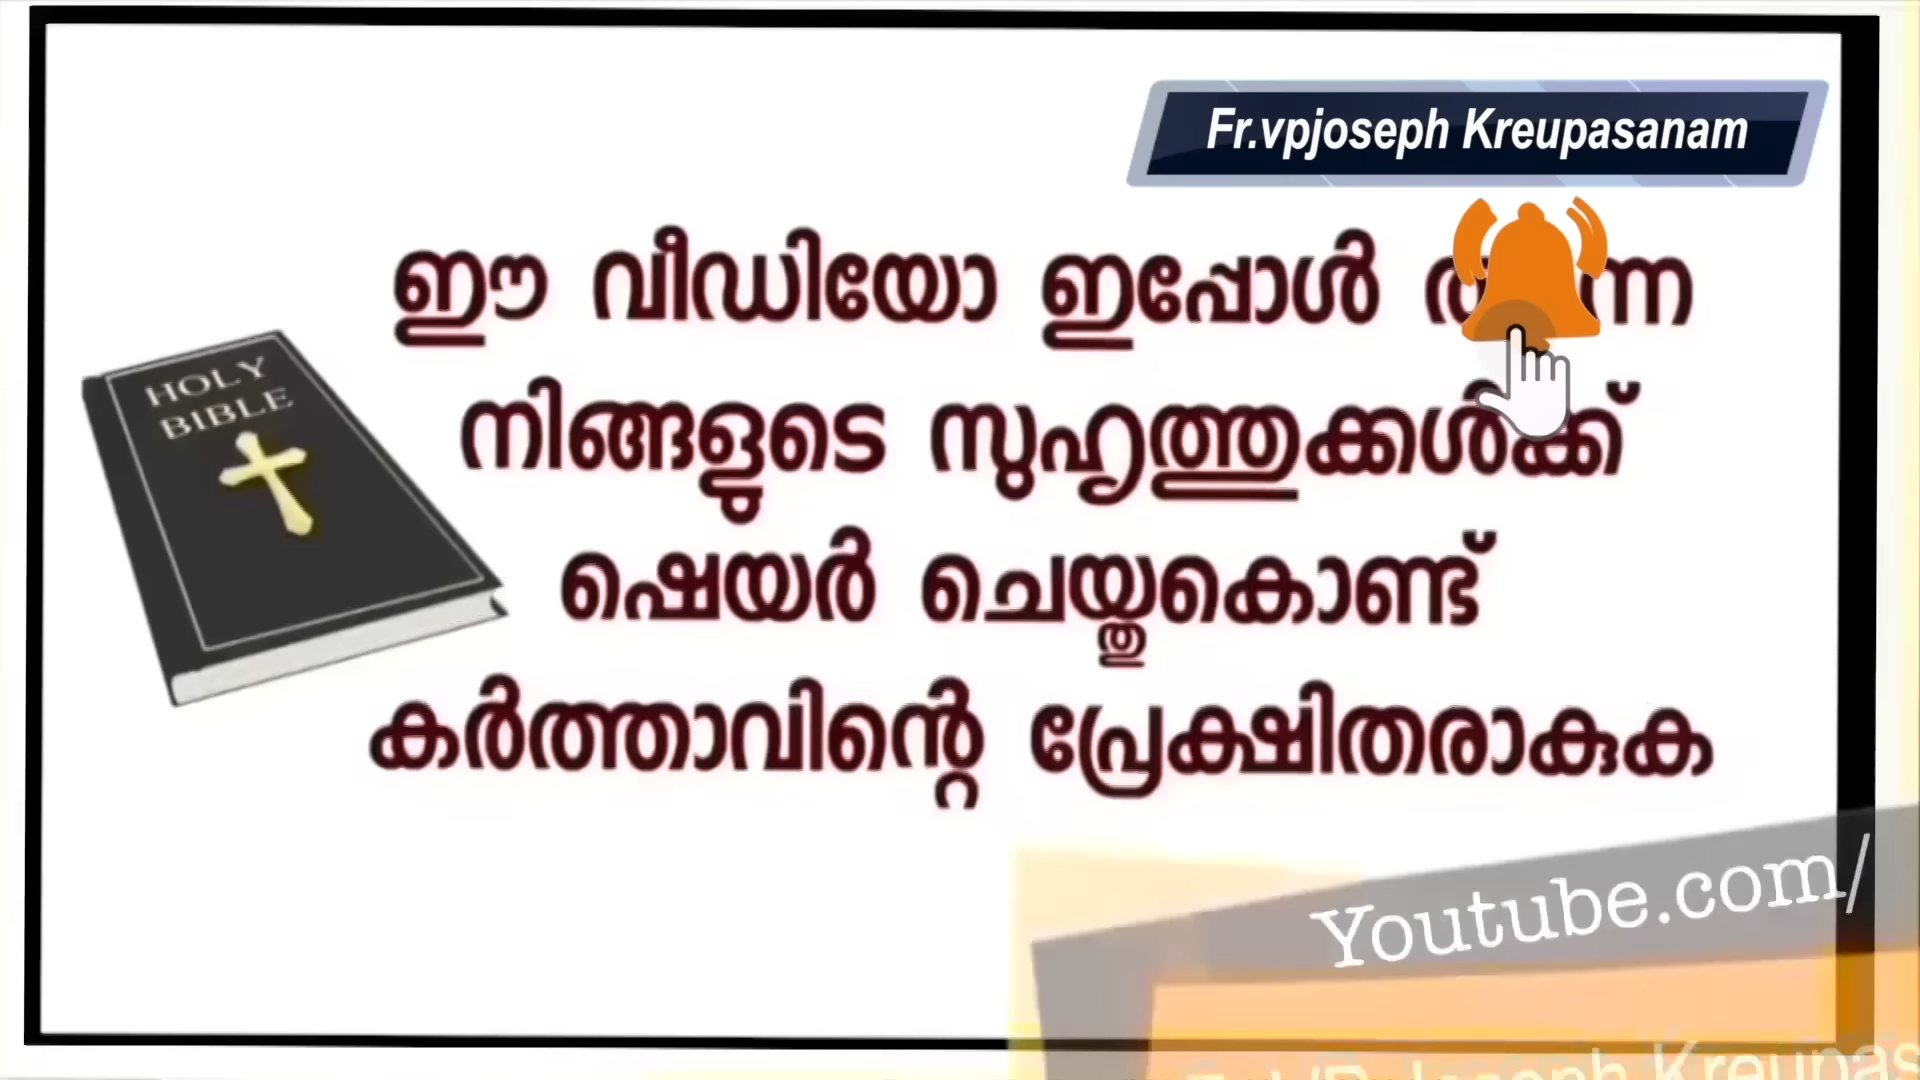 Fr.vpjoseph Kreupasanam
ഈ വീഡിയോ ഇപ്പോൾ
HOLY
BIBLE
നിങ്ങളുടെ സുഹൃത്തുക്കൾക്ക്
ഷെയർ ചെയ്തുകൊണ്ട്
കർത്താവിന്റെ പ്രേക്ഷിതരാകുക
Youtube.com/